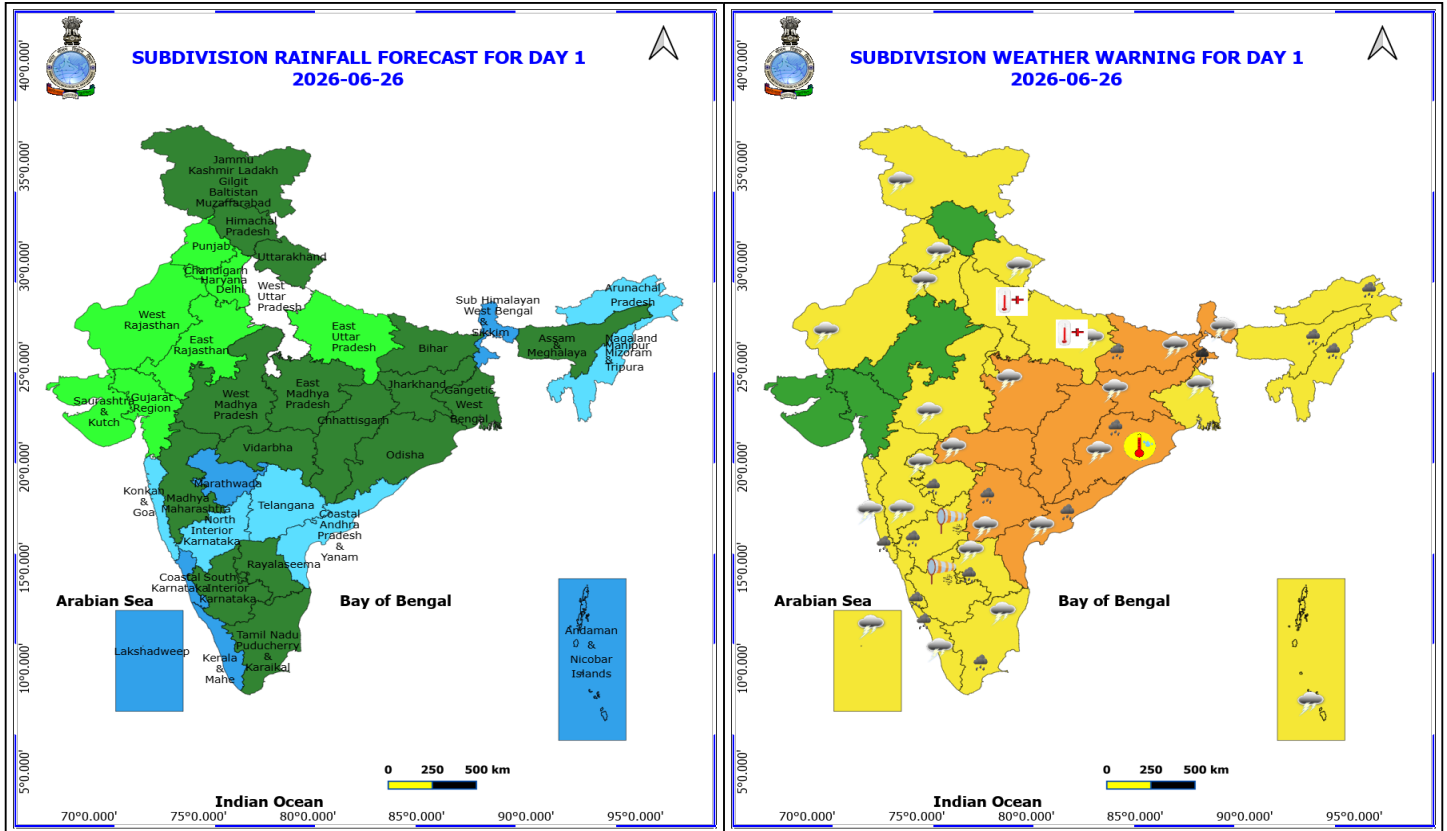 SUBDIVISION RAINFALL FORECAST FOR DAY 1
2026-06-26
40°0.000'
35°0.000'
30°0.000'
25°0.000'
20°0.000'
15°0.000'
10°0.000'
5°0.000'
Jammu
Kashmir Ladakh
Gilgit
Baltistan
Muzaffarabad
Himachal
Pradesh
Punjab
Uttarakhand
Chandigarh
Haryana
Delhi
West
Uttar
Pradesh
West
Rajasthan
East
Rajasthan
East
Uttar
Pradesh
Sub Himalayan
West Bengal
&
Sikkim
Arunachal
Pradesh
Assam
&
Meghalaya
Nagaland
Manipur
Mizoram
&
Tripura
Bihar
Jharkhand
Gangetic
West
Bengal
Saurashtra
&
Kutch
Gujarat
Region
West
Madhya
Pradesh
East
Madhya
Pradesh
Chhattisgarh
Vidarbha
Odisha
Konkan
&
Goa
Madhya
Maharashtra
Marathwada
Telangana
North
Interior
Karnataka
Coastal
Andhra
Pradesh
&
Yanam
Rayalaseema
Coastal
Karnataka
South
Interior
Karnataka
Tamil Nadu
Puducherry
&
Karaikal
Kerala
&
Mahe
Lakshadweep
Andaman
&
Nicobar
Islands
Arabian Sea
Bay of Bengal
Indian Ocean
0 250 500 km
70°0.000' 75°0.000' 80°0.000' 85°0.000' 90°0.000' 95°0.000'
SUBDIVISION WEATHER WARNING FOR DAY 1
2026-06-26
40°0.000'
35°0.000'
30°0.000'
25°0.000'
20°0.000'
15°0.000'
10°0.000'
5°0.000'
Arabian Sea
Bay of Bengal
Indian Ocean
0 250 500 km
70°0.000' 75°0.000' 80°0.000' 85°0.000' 90°0.000' 95°0.000'